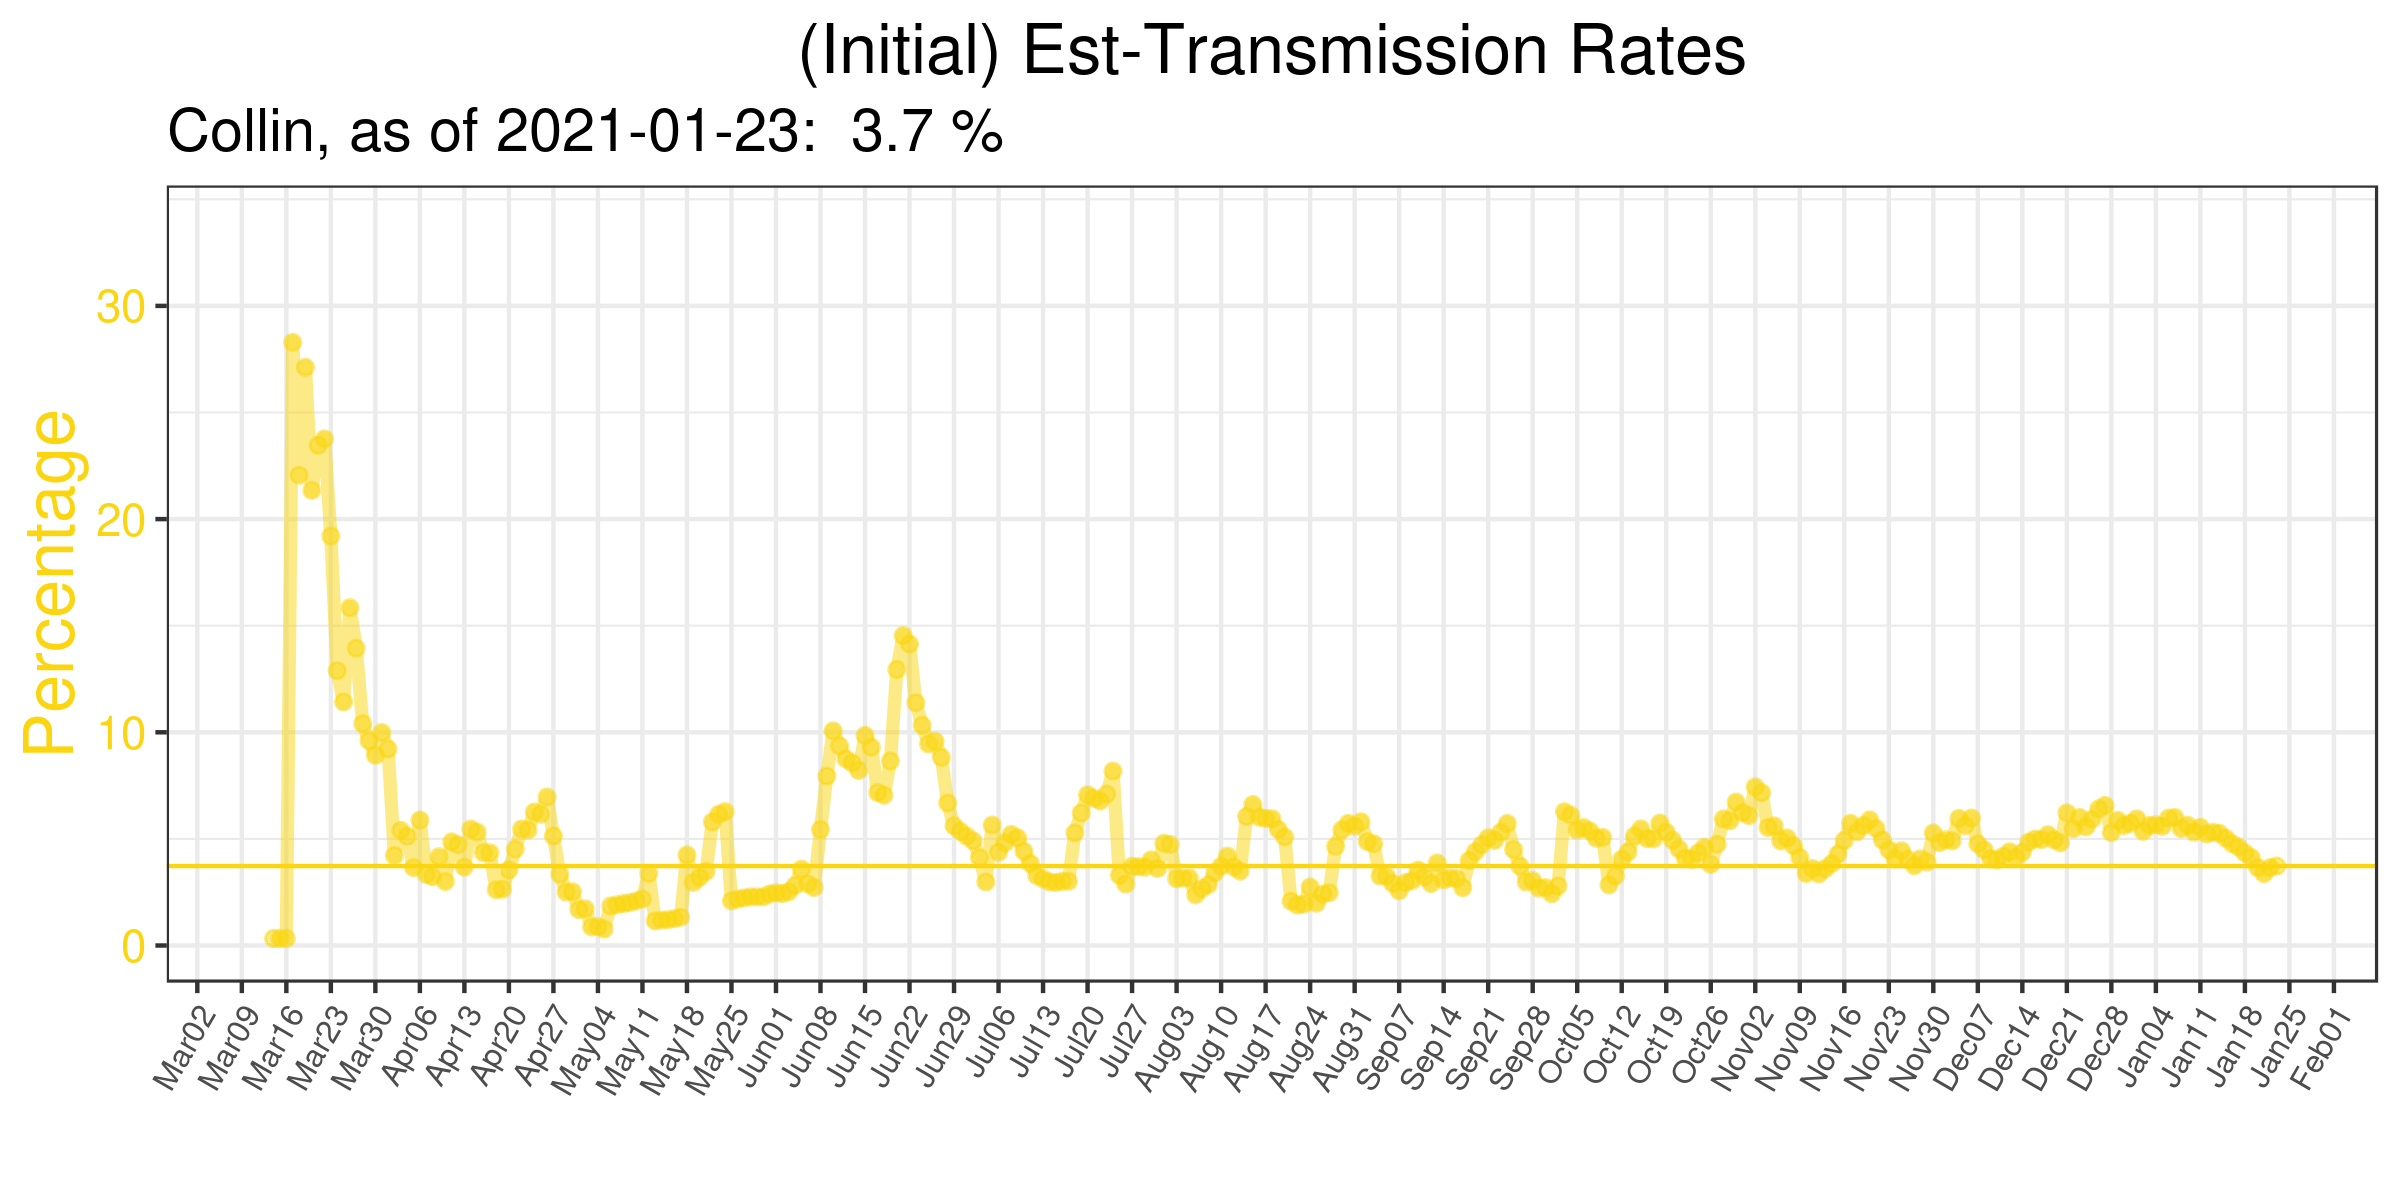 (Initial) Est-Transmission Rates
Collin, as of 2021-01-23:  3.7 %
Percentage
30
20
10
0
Mar02
Mar09
Mar16
Mar23
Mar30
Apr06
Apr13
Apr20
Apr27
May04
May11
May18
May25
Jun01
Jun08
Jun15
Jun22
Jun29
Jul06
Jul13
Jul20
Jul27
Aug03
Aug10
Aug17
Aug24
Aug31
Sep07
Sep14
Sep21
Sep28
Oct05
Oct12
Oct19
Oct26
Nov02
Nov09
Nov16
Nov23
Nov30
Dec07
Dec14
Dec21
Dec28
Jan04
Jan11
Jan18
Jan25
Feb01